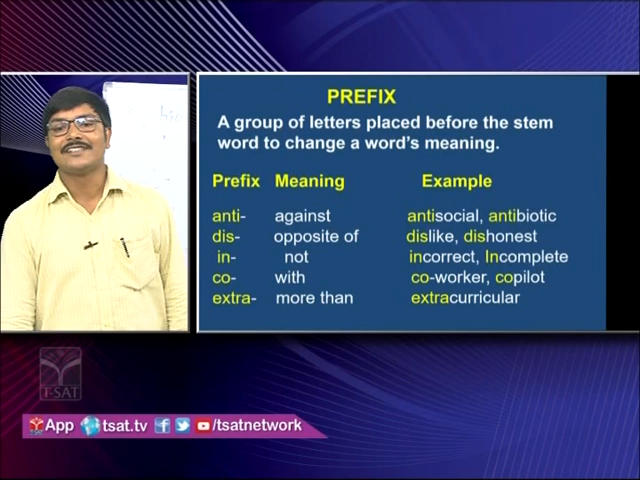 PREFIX
A group of letters placed before the stem
word to change a word's meaning.
Prefix Meaning Example
anti- against antisocial, antibiotic
dis- opposite of dislike, dishonest
in- not incorrect, Incomplete
co- with co-worker, copilot
extra- more than extracurricular
T-SAT
App tsat.tv /tsatnetwork